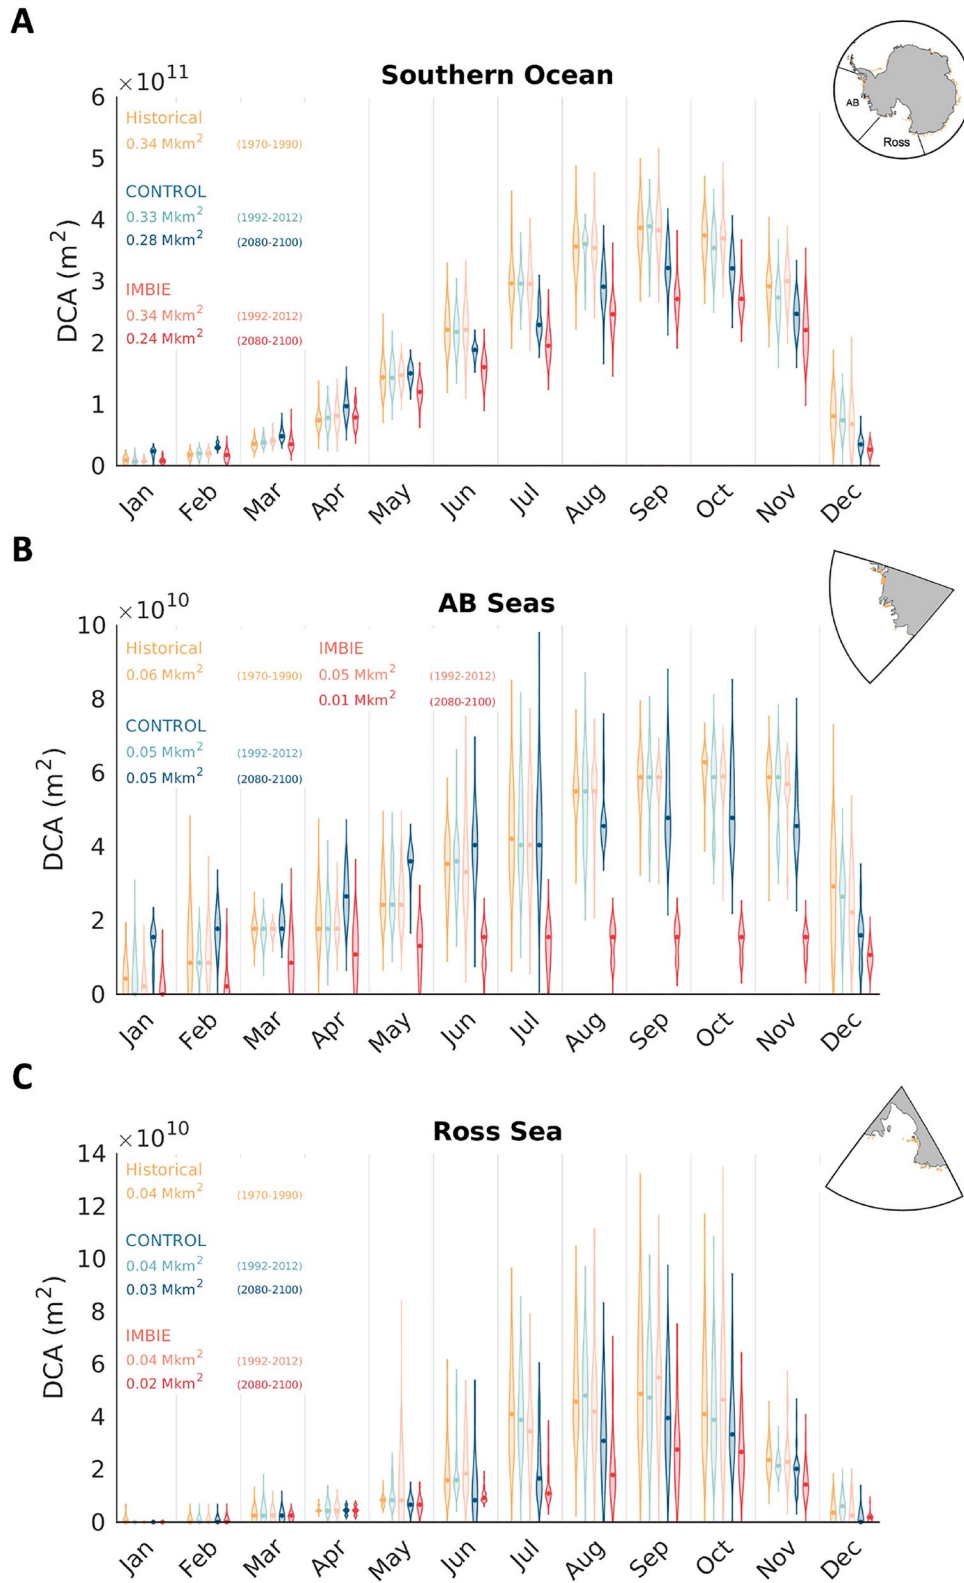 A
×10^11
Southern Ocean
6
5
4
3
2
1
0
DCA (m²)
Historical
0.34 Mkm² (1970-1990)
CONTROL
0.33 Mkm² (1992-2012)
0.28 Mkm² (2080-2100)
IMBIE
0.34 Mkm² (1992-2012)
0.24 Mkm² (2080-2100)
AB
Ross
Jan Feb Mar Apr May Jun Jul Aug Sep Oct Nov Dec
B
×10^10
AB Seas
10
8
6
4
2
0
DCA (m²)
Historical
0.06 Mkm² (1970-1990)
CONTROL
0.05 Mkm² (1992-2012)
0.05 Mkm² (2080-2100)
IMBIE
0.05 Mkm² (1992-2012)
0.01 Mkm² (2080-2100)
Jan Feb Mar Apr May Jun Jul Aug Sep Oct Nov Dec
C
×10^10
Ross Sea
14
12
10
8
6
4
2
0
DCA (m²)
Historical
0.04 Mkm² (1970-1990)
CONTROL
0.04 Mkm² (1992-2012)
0.03 Mkm² (2080-2100)
IMBIE
0.04 Mkm² (1992-2012)
0.02 Mkm² (2080-2100)
Jan Feb Mar Apr May Jun Jul Aug Sep Oct Nov Dec